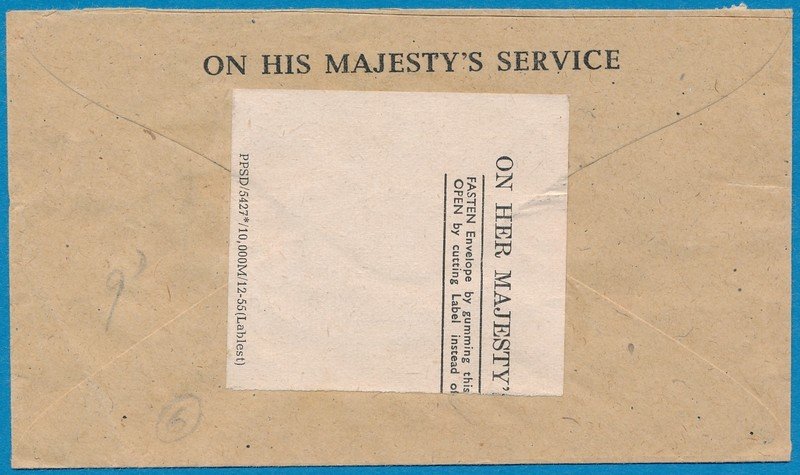 ON HIS MAJESTY'S SERVICE
ON HER MAJESTY'
FASTEN Envelope by gumming this
OPEN by cutting Label instead of
PPSD/5427*/10,000M/12-55(Lablest)
6